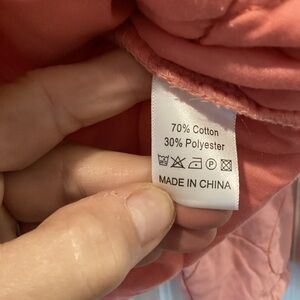 70% Cotton
30% Polyester
MADE IN CHINA